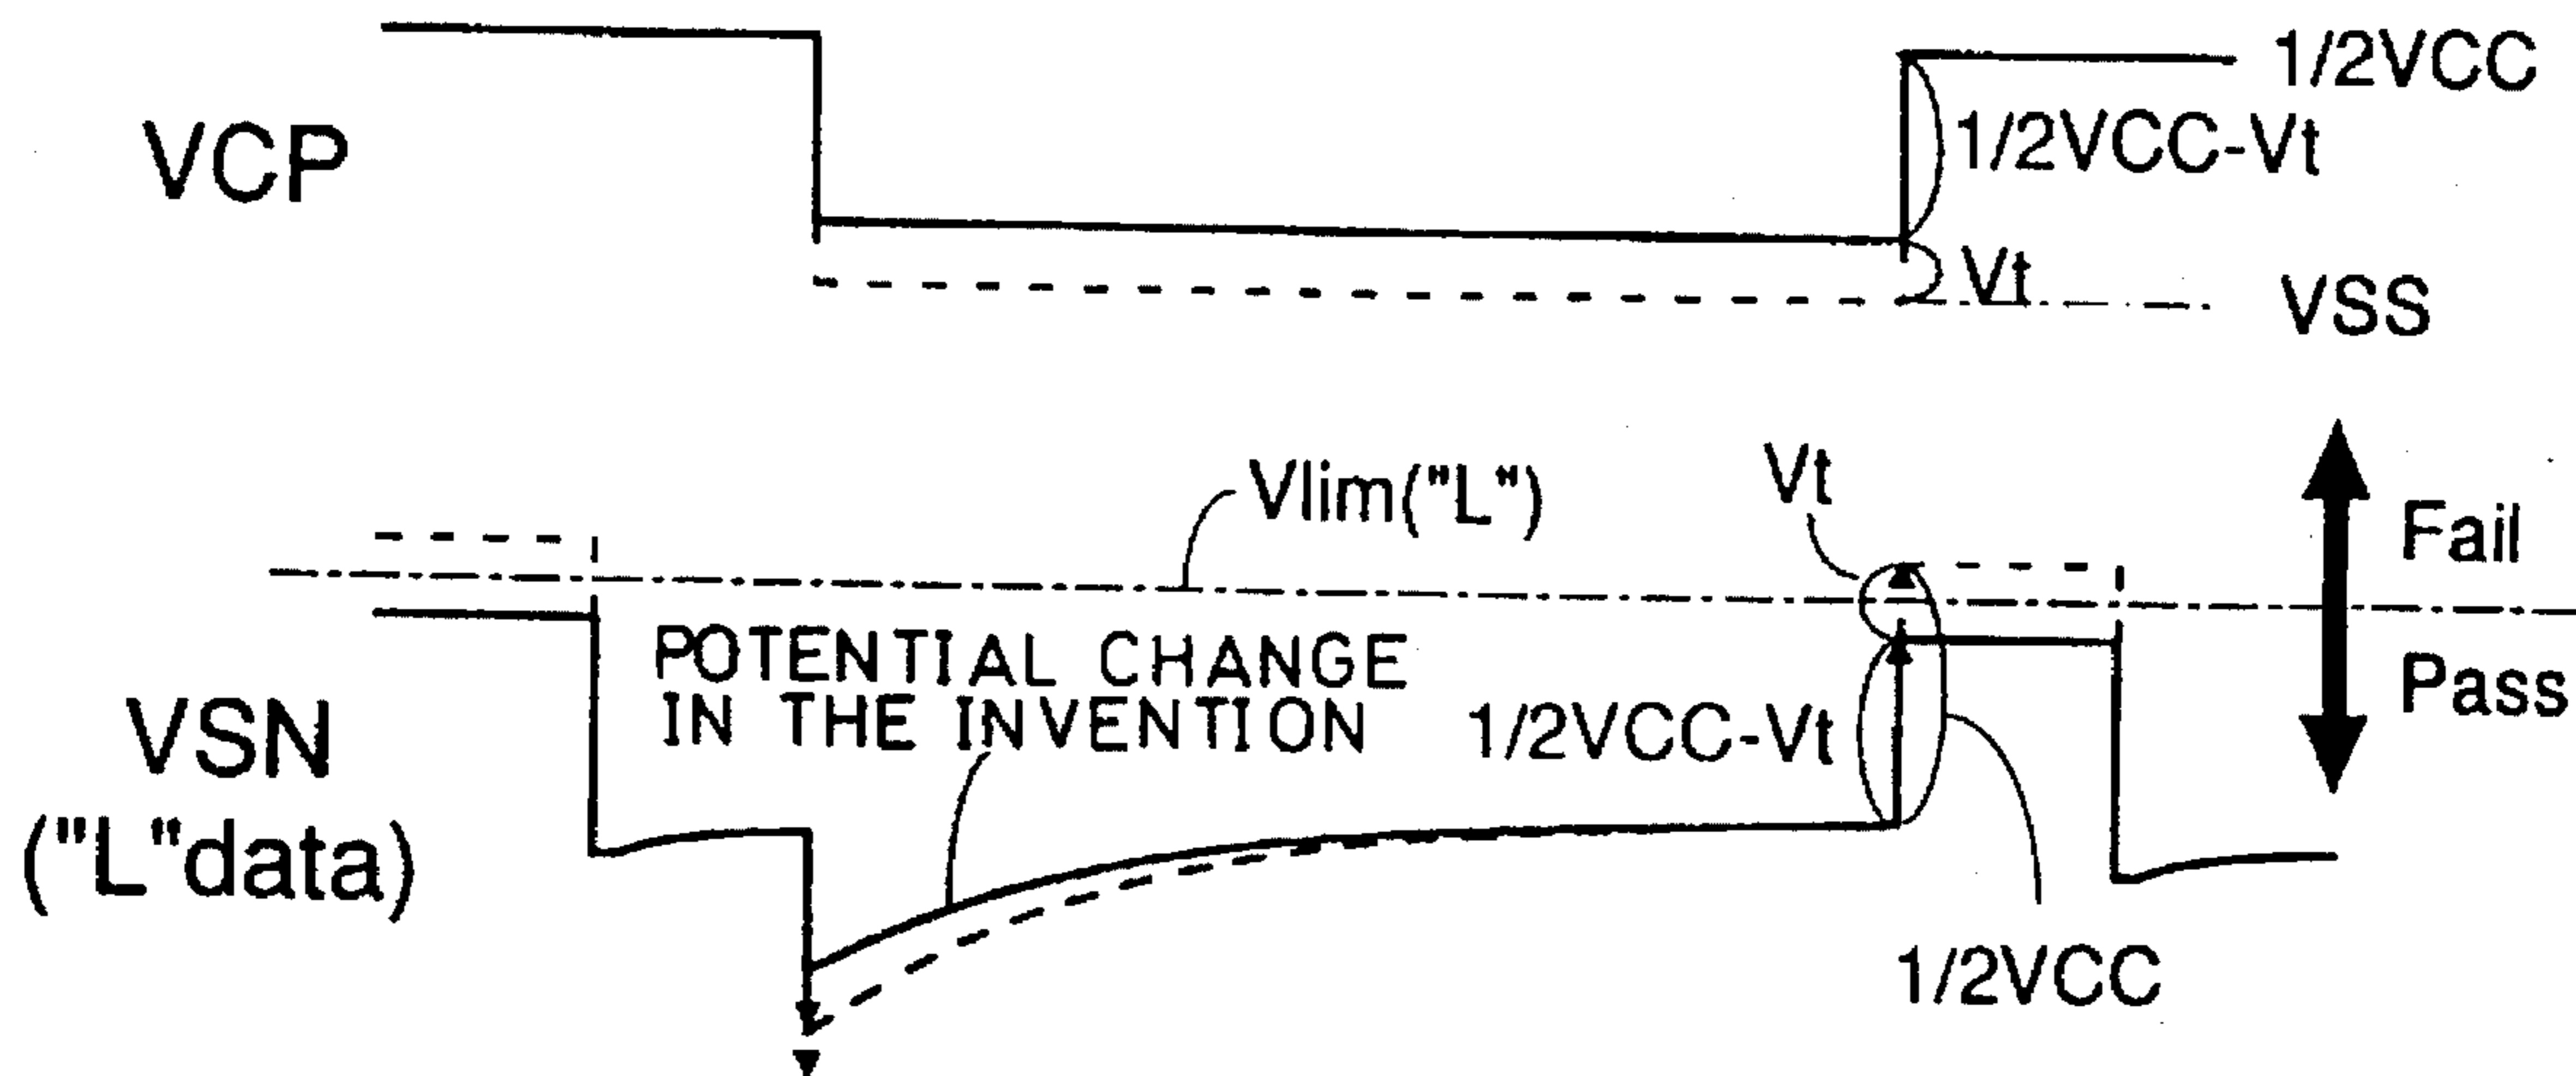 1/2VCC
VCP
1/2VCC-Vt
Vt
VSS
Vlim("L")
Vt
Fail
POTENTIAL CHANGE
IN THE INVENTION
Pass
VSN
("L"data)
1/2VCC-Vt
1/2VCC